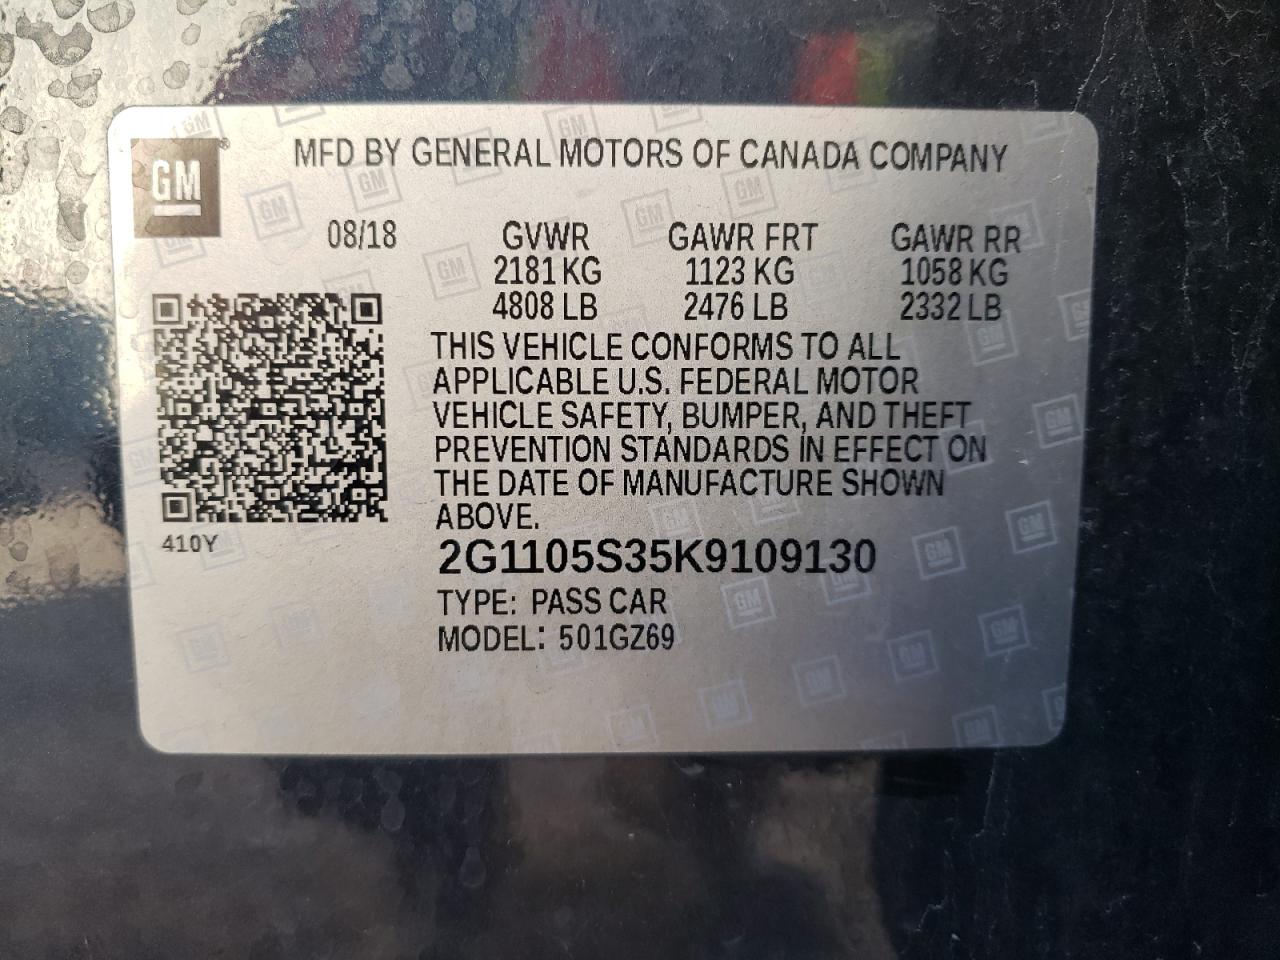 GM
MFD BY GENERAL MOTORS OF CANADA COMPANY
08/18 GVWR GAWR FRT GAWR RR
2181 KG 1123 KG 1058 KG
4808 LB 2476 LB 2332 LB
THIS VEHICLE CONFORMS TO ALL
APPLICABLE U.S. FEDERAL MOTOR
VEHICLE SAFETY, BUMPER, AND THEFT
PREVENTION STANDARDS IN EFFECT ON
THE DATE OF MANUFACTURE SHOWN
ABOVE.
410Y
2G1105S35K9109130
TYPE: PASS CAR
MODEL: 501GZ69